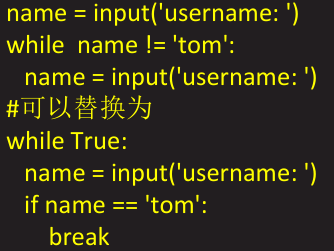 name = input('username: ')
while  name != 'tom':
   name = input('username: ')
#可以替换为
while True:
   name = input('username: ')
   if name == 'tom':
      break